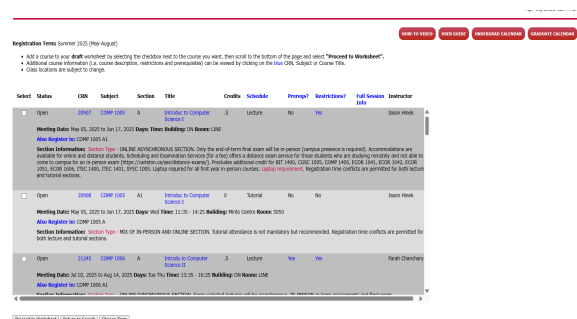 HOW-TO VIDEO USER GUIDE UNDERGRAD CALENDAR GRADUATE CALENDAR
Registration Term: Summer 2025 (May-August)
Add a course to your draft worksheet by selecting the checkbox next to the course you want, then scroll to the bottom of the page and select "Proceed to Worksheet".
Additional course information (i.e. course description, restrictions and prerequisites) can be viewed by clicking on the blue CRN, Subject or Course Title.
Class locations are subject to change.
Select Status CRN Subject Section Title Credits Schedule Prereqs? Restrictions? Full Session Instructor
Info
Open 20907 COMP 1005 A Introduc to Computer .5 Lecture No Yes Jason Hinek
Science I
Meeting Date: May 05, 2025 to Jun 17, 2025 Days: Time: Building: ON Room: LINE
Also Register in: COMP 1005 A1
Section Information: Section Type - ONLINE ASYNCHRONOUS SECTION. Only the end-of-term final exam will be in-person (campus presence is required). Accommodations are
available for online and distance students. Scheduling and Examination Services (for a fee) offers a distance exam service for those students who are studying remotely and not able to
come to campus for an in-person exam (https://carleton.ca/ses/distance-exams/). Precludes additional credit for BIT 1400, CGSC 1005, COMP 1405, ECOR 1041, ECOR 1042, ECOR
1051, ECOR 1606, ITEC 1400, ITEC 1401, SYSC 1005. Laptop required for all first year in-person courses: Laptop requirement. Registration time conflicts are permitted for both lecture
and tutorial sections.
Open 20908 COMP 1005 A1 Introduc to Computer 0 Tutorial No No Jason Hinek
Science I
Meeting Date: May 05, 2025 to Jun 17, 2025 Days: Wed Time: 11:35 - 14:25 Building: Minto Centre Room: 5050
Also Register in: COMP 1005 A
Section Information: Section Type - MIX OF IN-PERSON AND ONLINE SECTION. Tutorial attendance is not mandatory but recommended. Registration time conflicts are permitted for
both lecture and tutorial sections.
Open 21245 COMP 1006 A Introdu to Computer .5 Lecture Yes Yes Farah Chanchary
Science II
Meeting Date: Jul 02, 2025 to Aug 14, 2025 Days: Tue Thu Time: 13:35 - 16:25 Building: ON Room: LINE
Also Register in: COMP 1006 A1